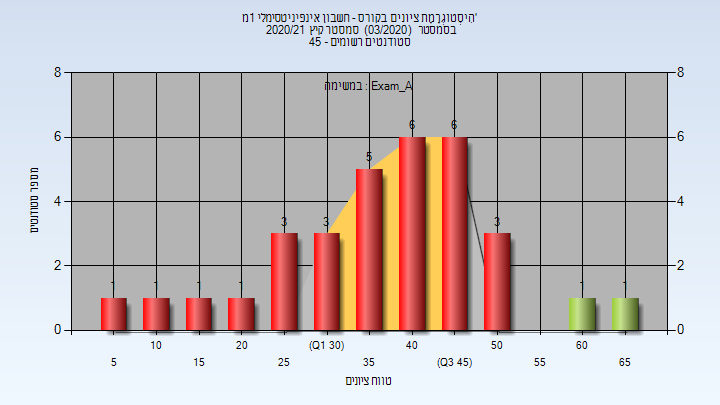 היסטוגרמת ציונים בקורס - חשבון אינפיניטסימלי 1מ'
בסמסטר (03/2020) סמסטר קיץ 2020/21
סטודנטים רשומים - 45
במשימה : Exam_A
מספר סטודנטים
8 8
6 6
4 4
2 2
0 0
1 1 1 1 3 3 5 6 6 3 1 1
5 10 15 20 25 (Q1 30) 35 40 (Q3 45) 50 55 60 65
טווח ציונים